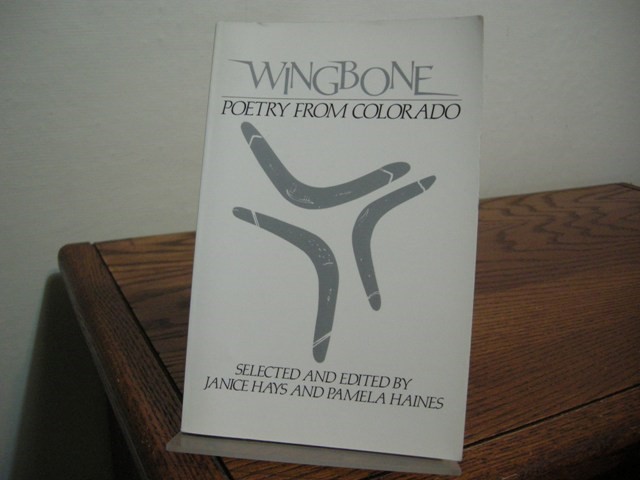 WINGBONE
POETRY FROM COLORADO
SELECTED AND EDITED BY
JANICE HAYS AND PAMELA HAINES